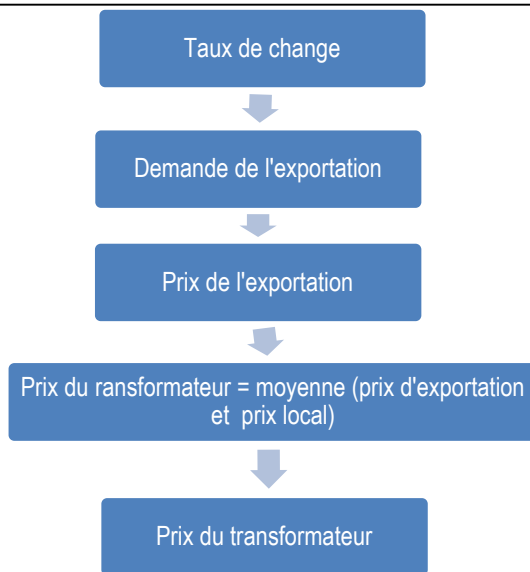 Taux de change
Demande de l'exportation
Prix de l'exportation
Prix du ransformateur = moyenne (prix d'exportation
et prix local)
Prix du transformateur